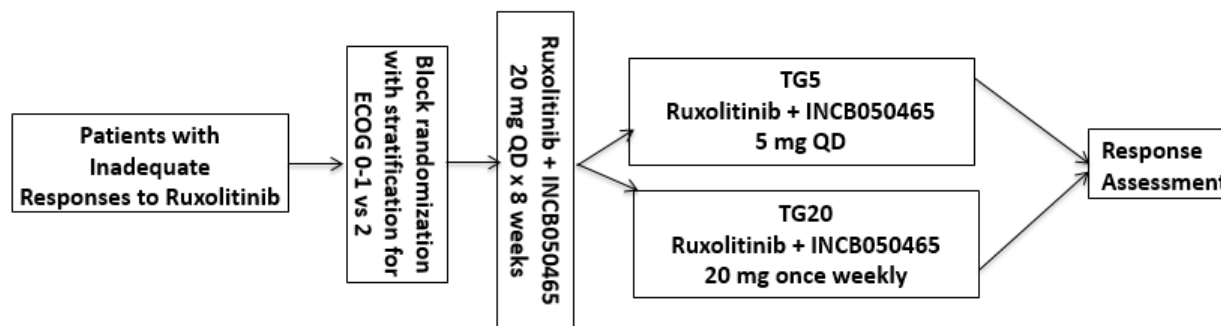 Patients with
Inadequate
Responses to Ruxolitinib
Block randomization
with stratification for
ECOG 0-1 vs 2
Ruxolitinib + INCB050465
20 mg QD x 8 weeks
TG5
Ruxolitinib + INCB050465
5 mg QD
TG20
Ruxolitinib + INCB050465
20 mg once weekly
Response
Assessment